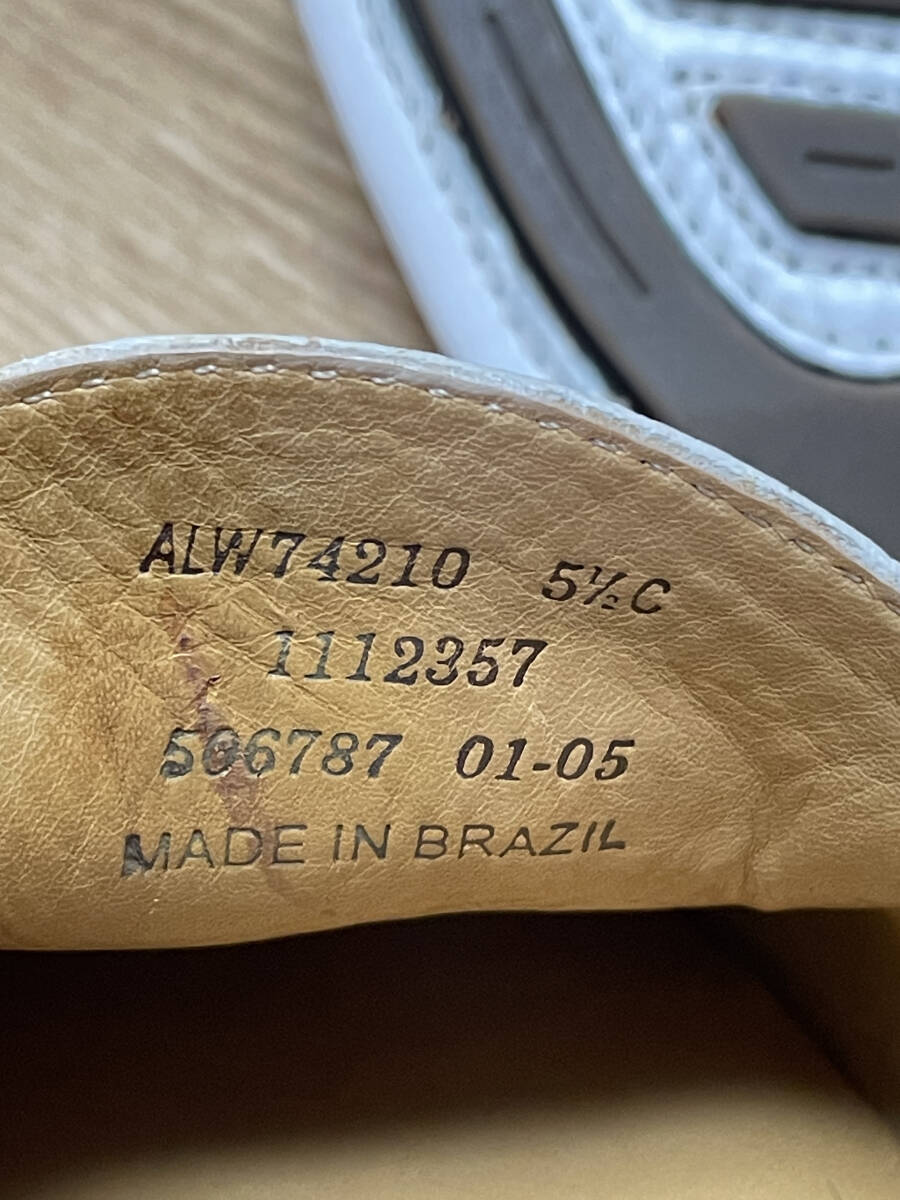 ALW74210 5½C
1112357
506787 01-05
MADE IN BRAZIL